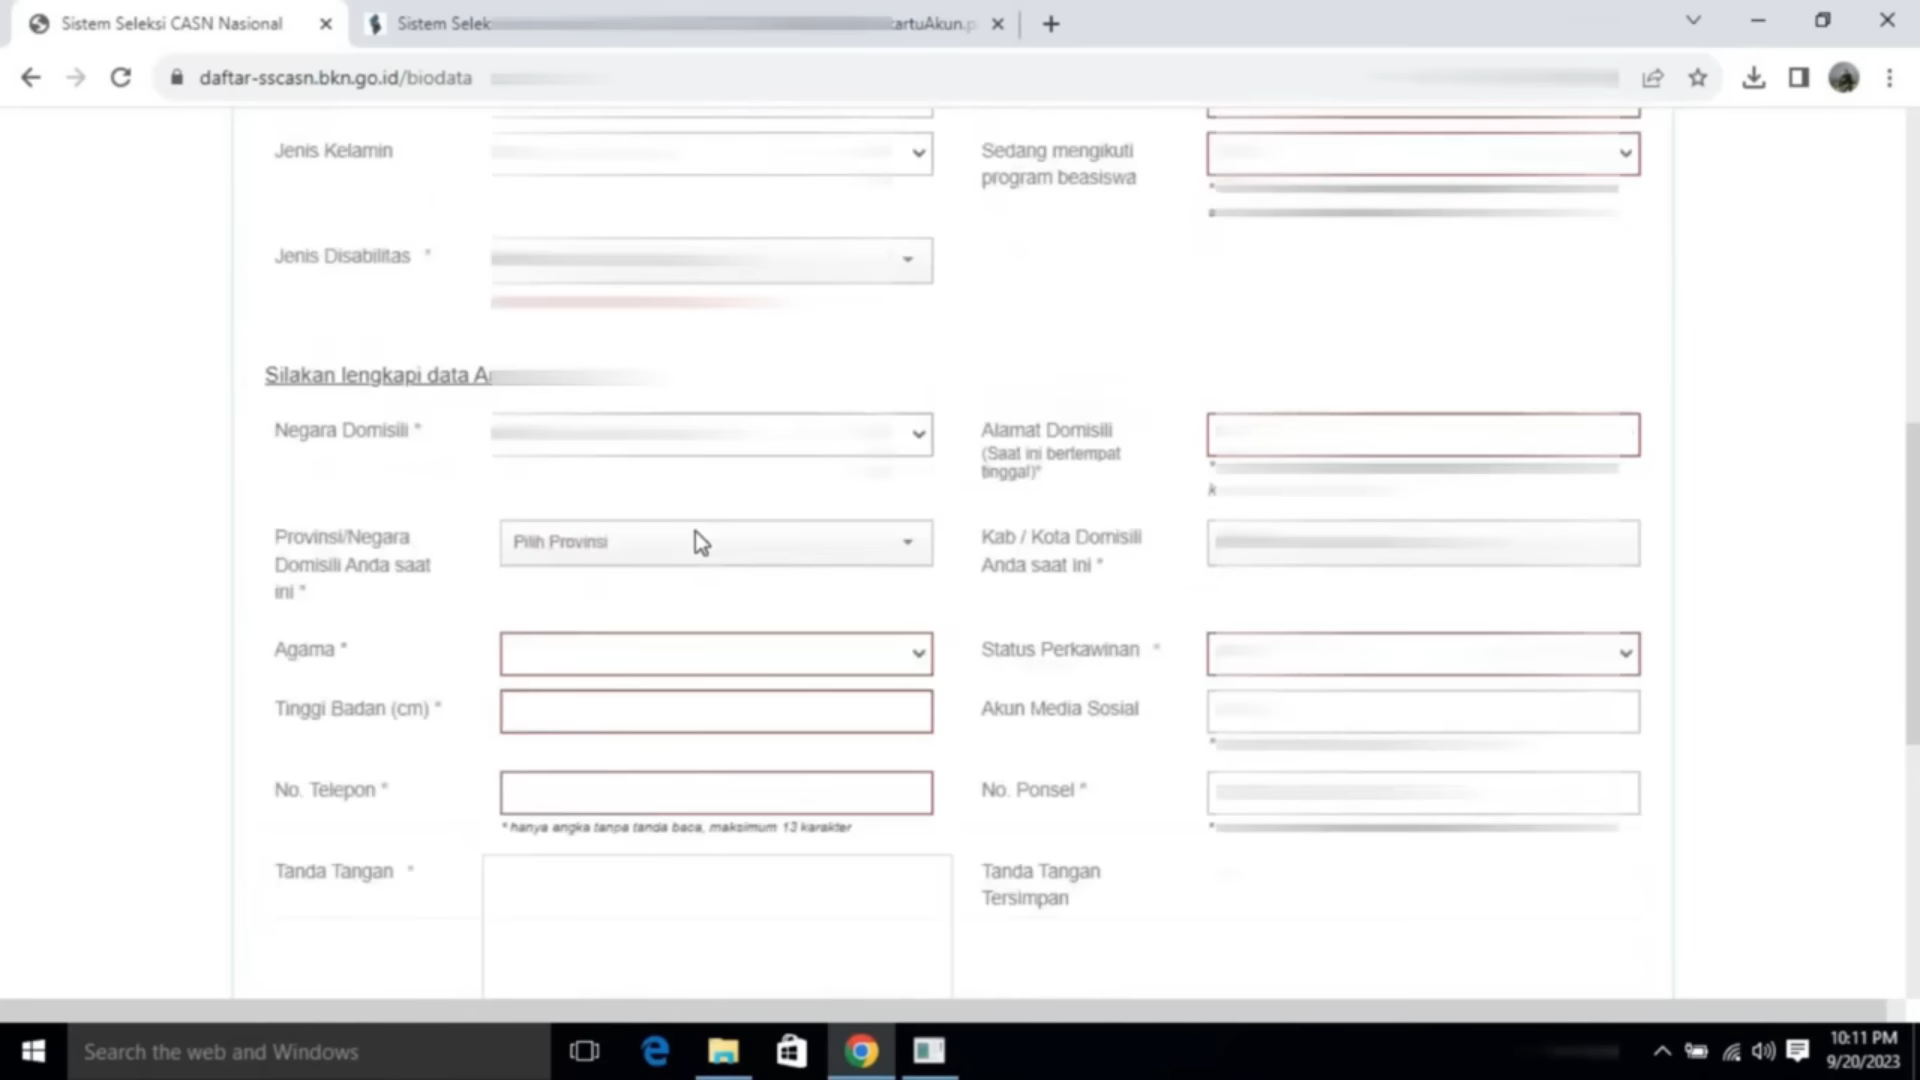 Sistem Seleksi CASN Nasional
Sistem Selek
artuAkun.p
daftar-sscasn.bkn.go.id/biodata
Jenis Kelamin
Sedang mengikuti
program beasiswa
Jenis Disabilitas *
Silakan lengkapi data A
Negara Domisili *
Alamat Domisili
(Saat ini bertempat
tinggal)*
Provinsi/Negara
Domisili Anda saat
ini *
Pilih Provinsi
Kab / Kota Domisili
Anda saat ini *
Agama *
Status Perkawinan *
Tinggi Badan (cm) *
Akun Media Sosial
No. Telepon *
* hanya angka tanpa tanda baca, maksimum 13 karakter
No. Ponsel *
Tanda Tangan *
Tanda Tangan
Tersimpan
Search the web and Windows
10:11 PM
9/20/2023